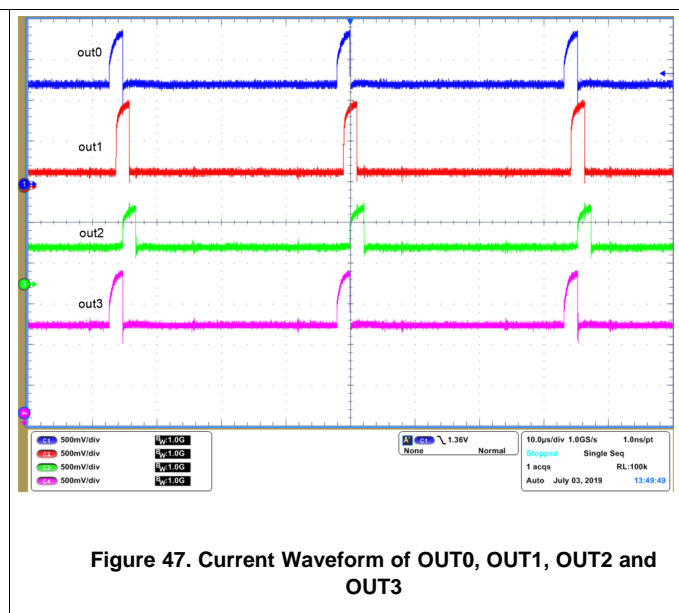 out0
out1
1
out2
3
out3
C1 500mV/div BW:1.0G
C2 500mV/div BW:1.0G
C3 500mV/div BW:1.0G
C4 500mV/div BW:1.0G
A' C1 1.36V
None Normal
10.0µs/div 1.0GS/s 1.0ns/pt
Stopped Single Seq
1 acqs RL:100k
Auto July 03, 2019 13:49:49
Figure 47. Current Waveform of OUT0, OUT1, OUT2 and
OUT3